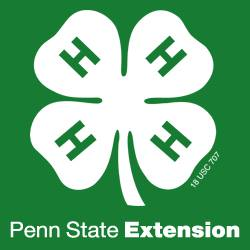 H H
H H
18 USC 707
Penn State Extension